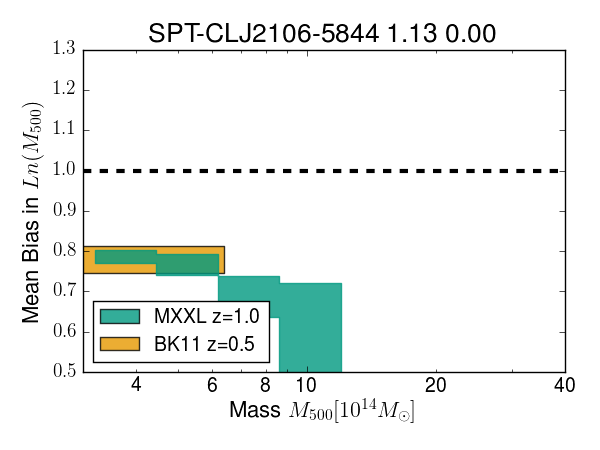 SPT-CLJ2106-5844 1.13 0.00
1.3
1.2
1.1
1.0
0.9
0.8
0.7
0.6
0.5
Mean Bias in Ln(M500)
MXXL z=1.0
BK11 z=0.5
4 6 8 10 20 40
Mass M500[10^14M⊙]